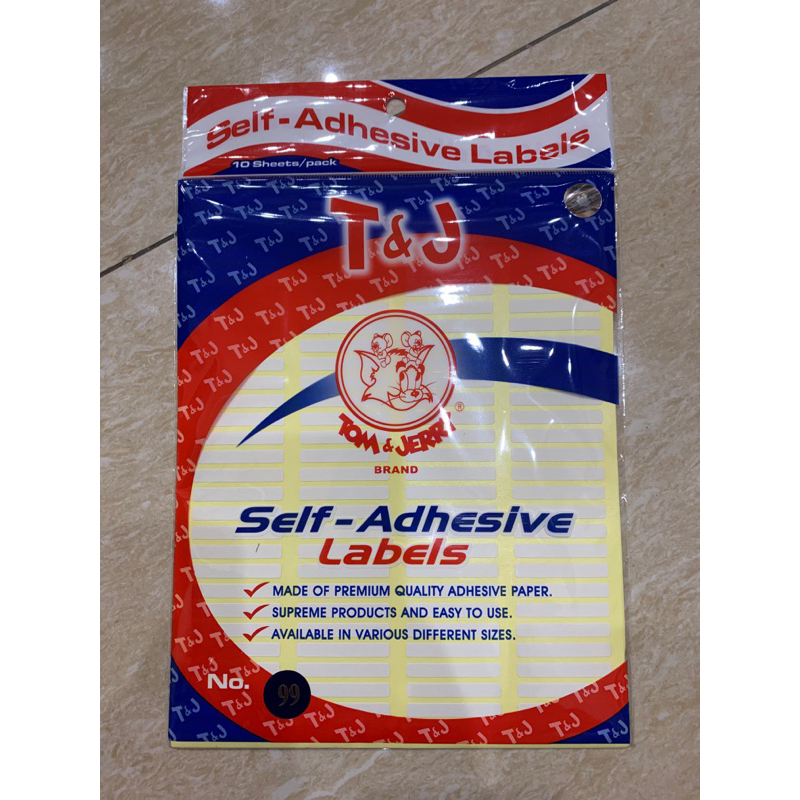 Self-Adhesive Labels
10 Sheets/pack
T&J
TOM & JERRY ®
BRAND
Self-Adhesive
Labels
MADE OF PREMIUM QUALITY ADHESIVE PAPER.
SUPREME PRODUCTS AND EASY TO USE.
AVAILABLE IN VARIOUS DIFFERENT SIZES.
No. 99